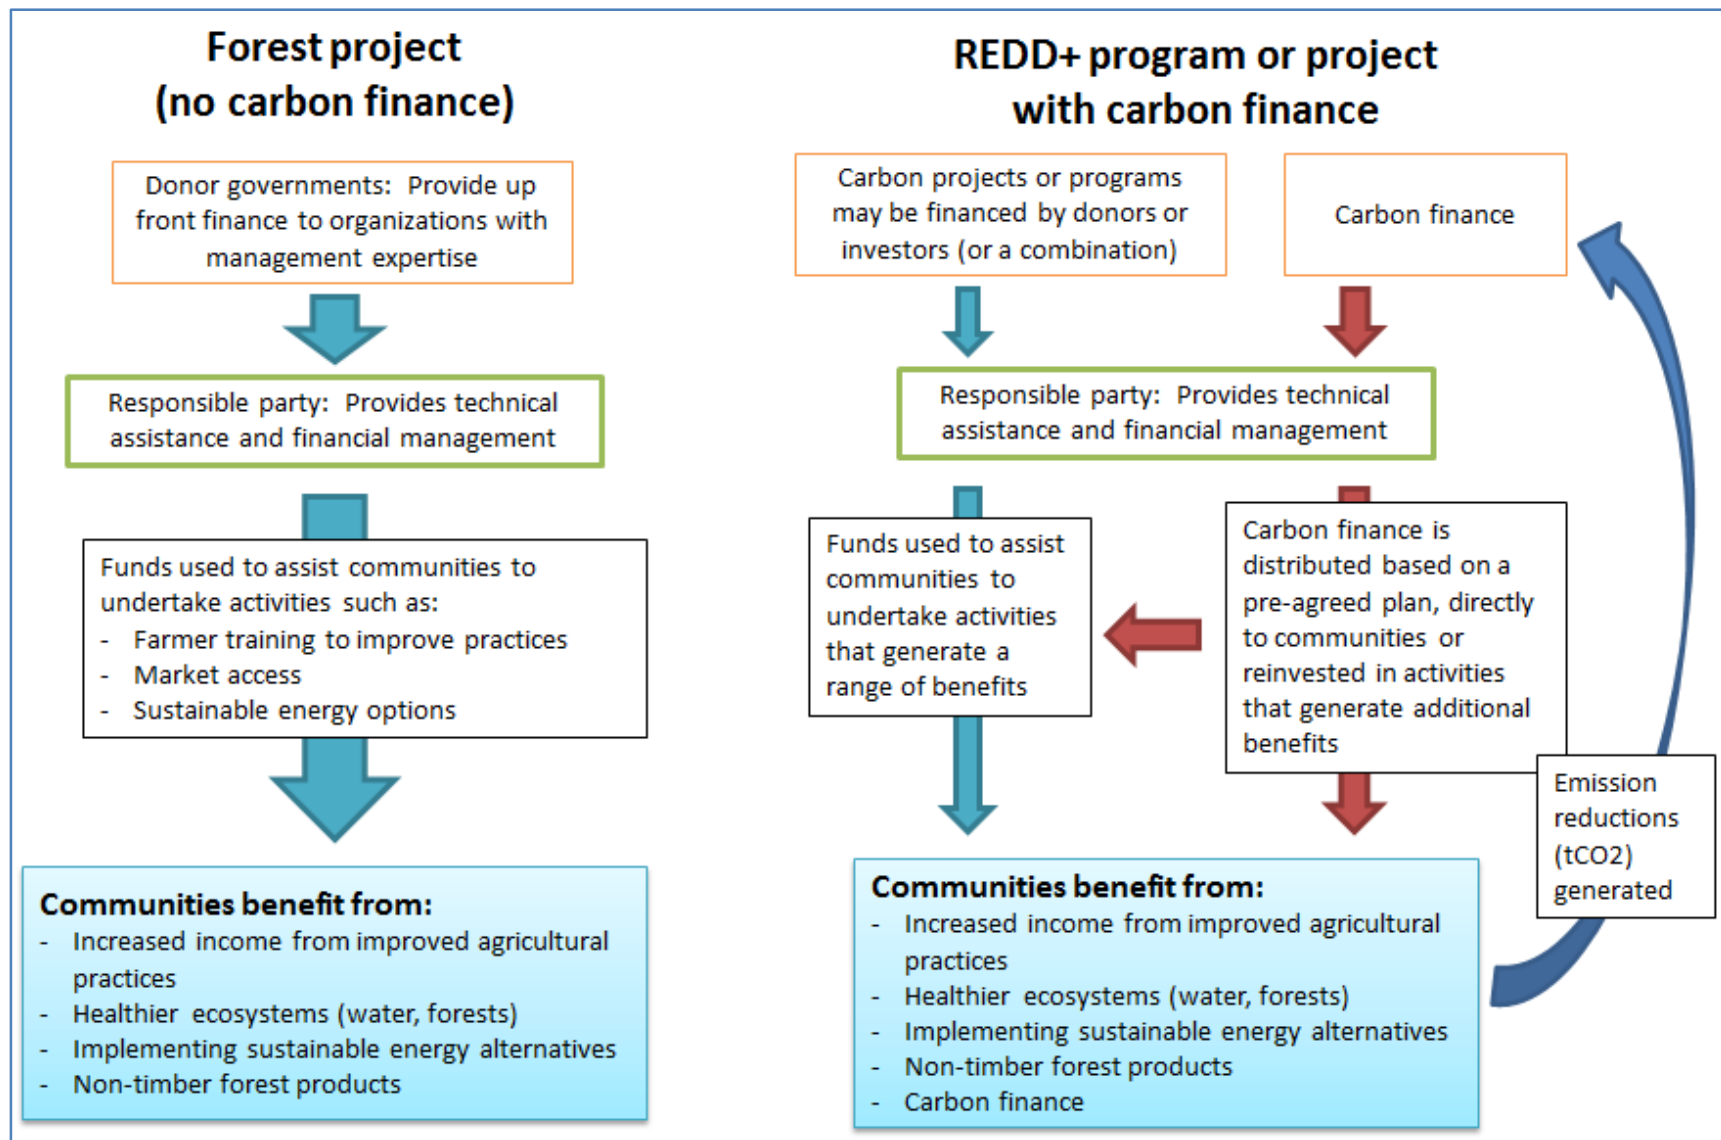 Forest project
(no carbon finance)
Donor governments: Provide up
front finance to organizations with
management expertise
Responsible party: Provides technical
assistance and financial management
Funds used to assist communities to
undertake activities such as:
- Farmer training to improve practices
- Market access
- Sustainable energy options
Communities benefit from:
- Increased income from improved agricultural
practices
- Healthier ecosystems (water, forests)
- Implementing sustainable energy alternatives
- Non-timber forest products
REDD+ program or project
with carbon finance
Carbon projects or programs
may be financed by donors or
investors (or a combination)
Carbon finance
Responsible party: Provides technical
assistance and financial management
Funds used to assist
communities to
undertake activities
that generate a
range of benefits
Carbon finance is
distributed based on a
pre-agreed plan, directly
to communities or
reinvested in activities
that generate additional
benefits
Emission
reductions
(tCO2)
generated
Communities benefit from:
- Increased income from improved agricultural
practices
- Healthier ecosystems (water, forests)
- Implementing sustainable energy alternatives
- Non-timber forest products
- Carbon finance